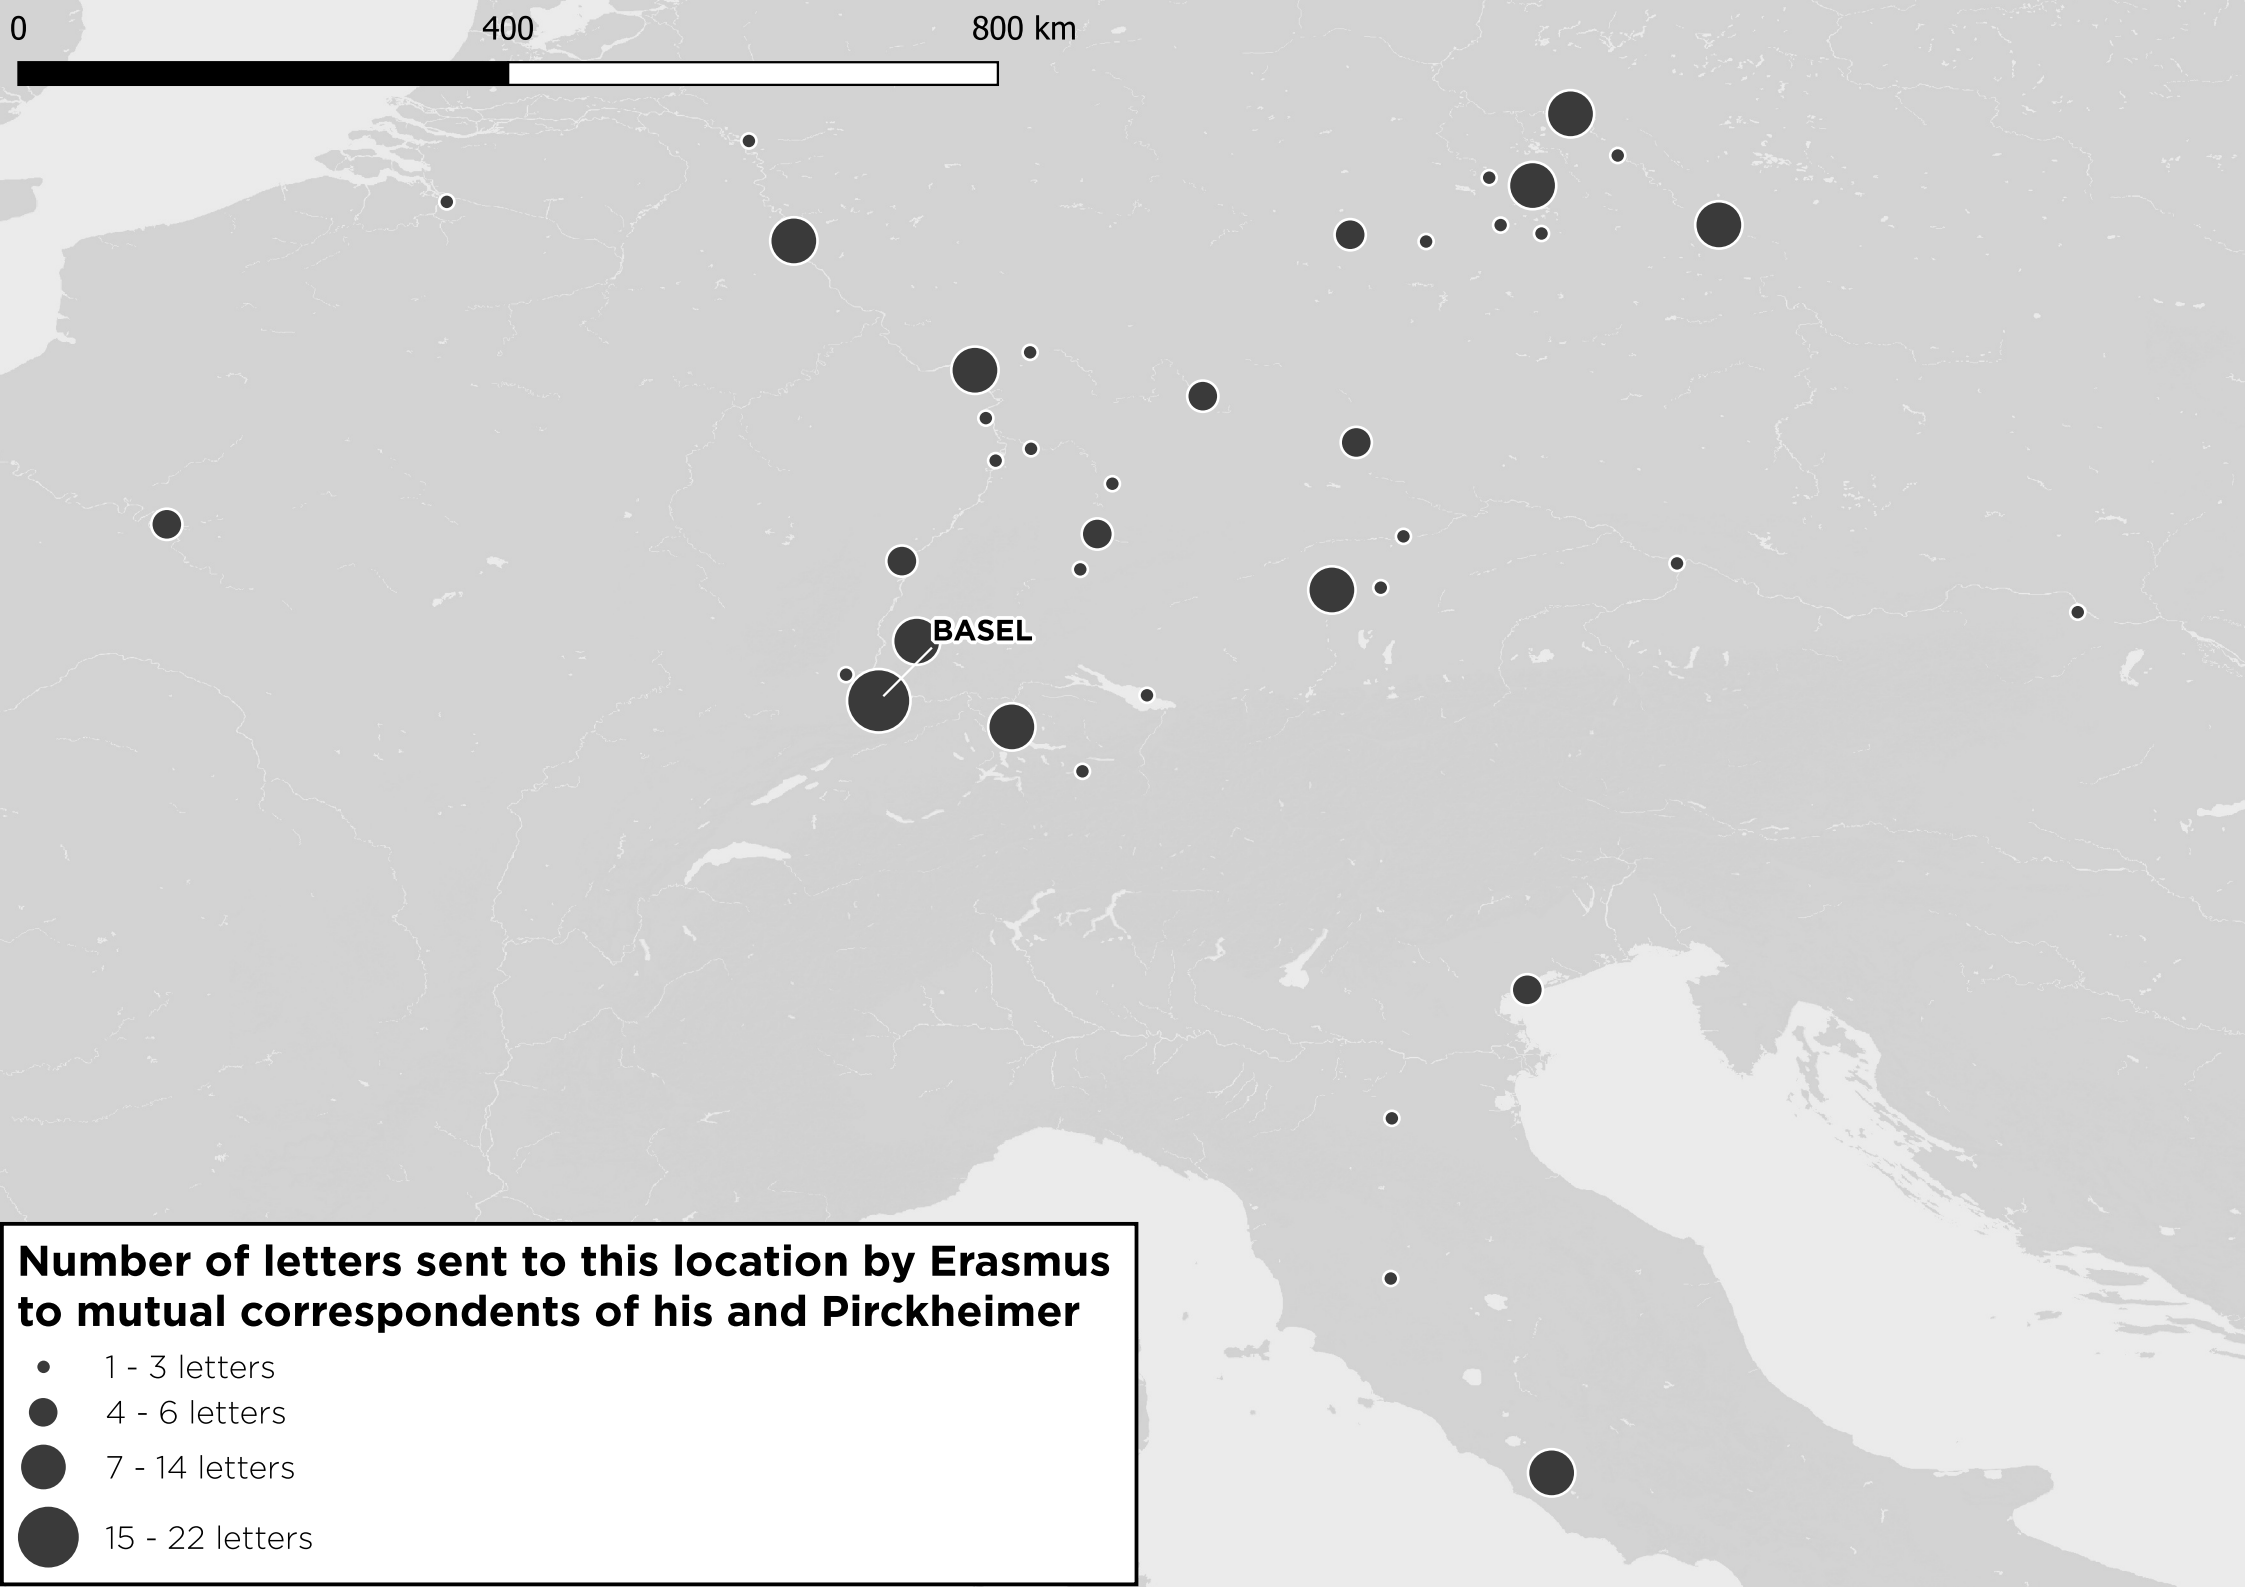 0 400 800 km
BASEL
Number of letters sent to this location by Erasmus
to mutual correspondents of his and Pirckheimer
1 - 3 letters
4 - 6 letters
7 - 14 letters
15 - 22 letters